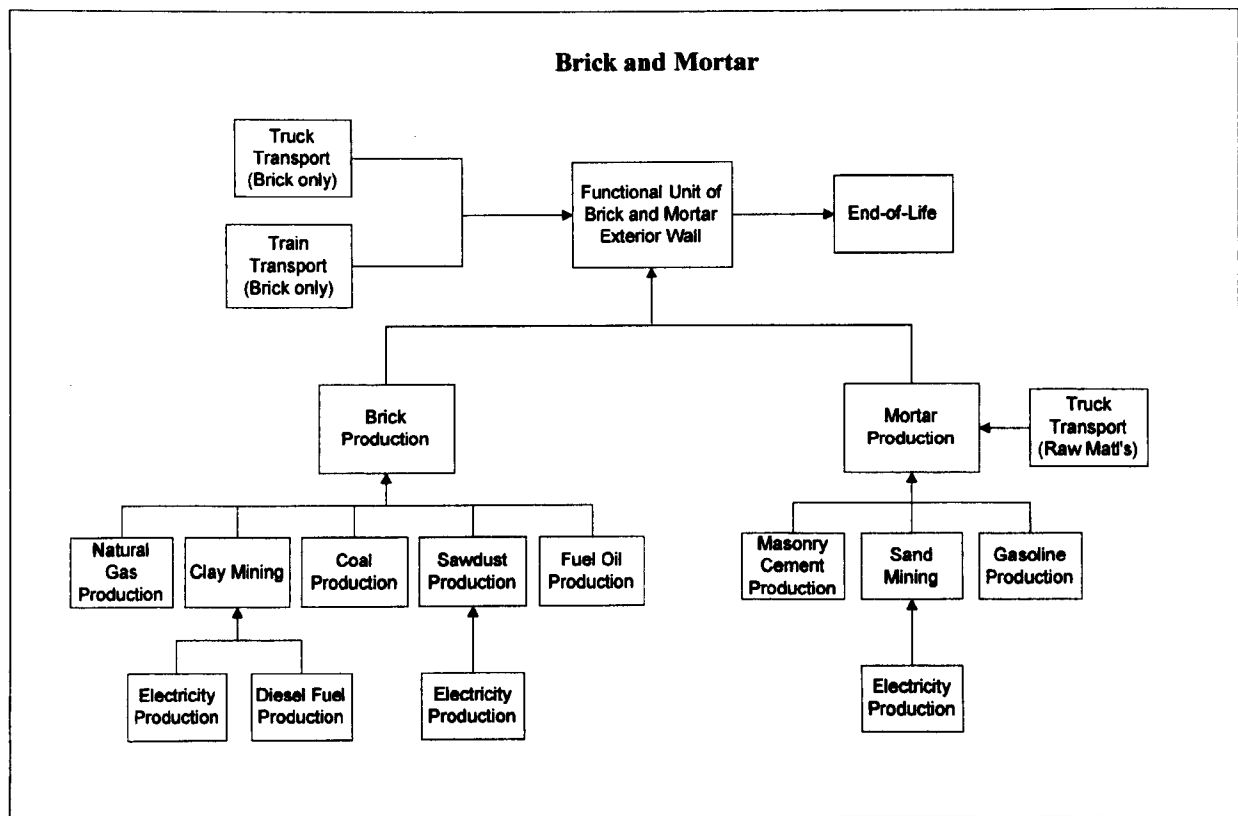 Brick and Mortar
Truck
Transport
(Brick only)
Functional Unit of
Brick and Mortar
Exterior Wall
End-of-Life
Train
Transport
(Brick only)
Brick
Production
Mortar
Production
Truck
Transport
(Raw Matl's)
Natural
Gas
Production
Clay Mining
Coal
Production
Sawdust
Production
Fuel Oil
Production
Masonry
Cement
Production
Sand
Mining
Gasoline
Production
Electricity
Production
Diesel Fuel
Production
Electricity
Production
Electricity
Production